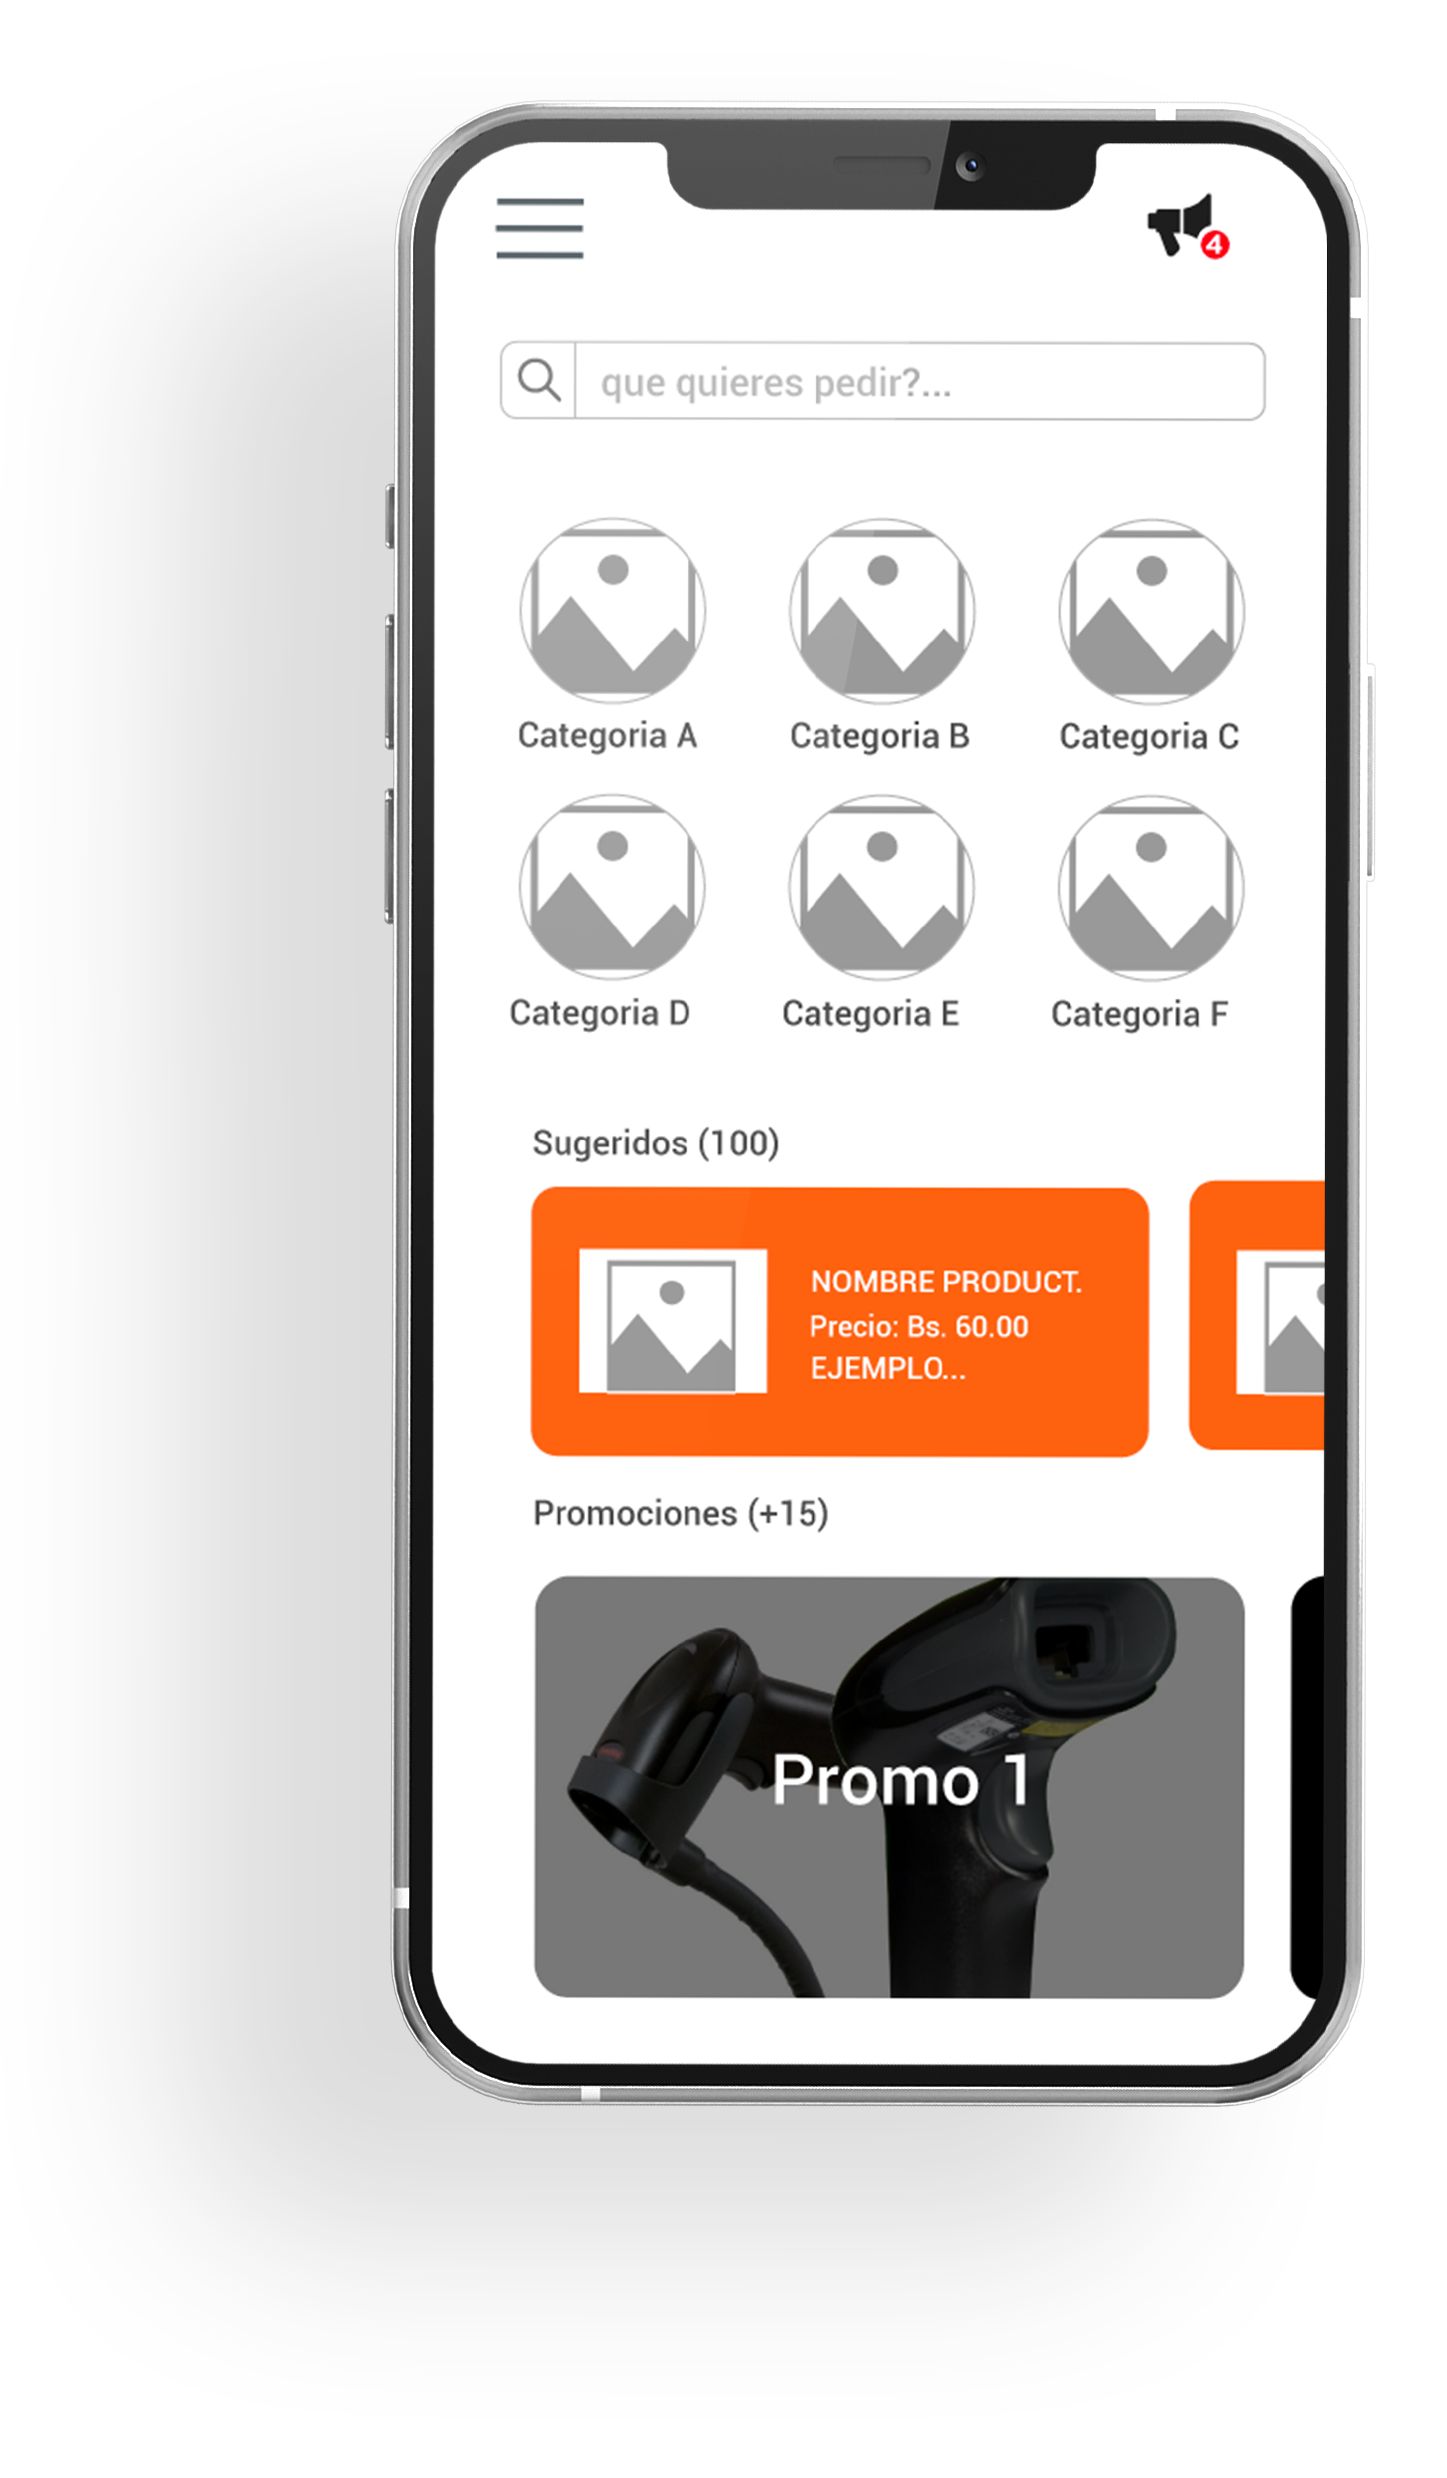 4
que quieres pedir?...
Categoria A
Categoria B
Categoria C
Categoria D
Categoria E
Categoria F
Sugeridos (100)
NOMBRE PRODUCT.
Precio: Bs. 60.00
EJEMPLO...
Promociones (+15)
Promo 1